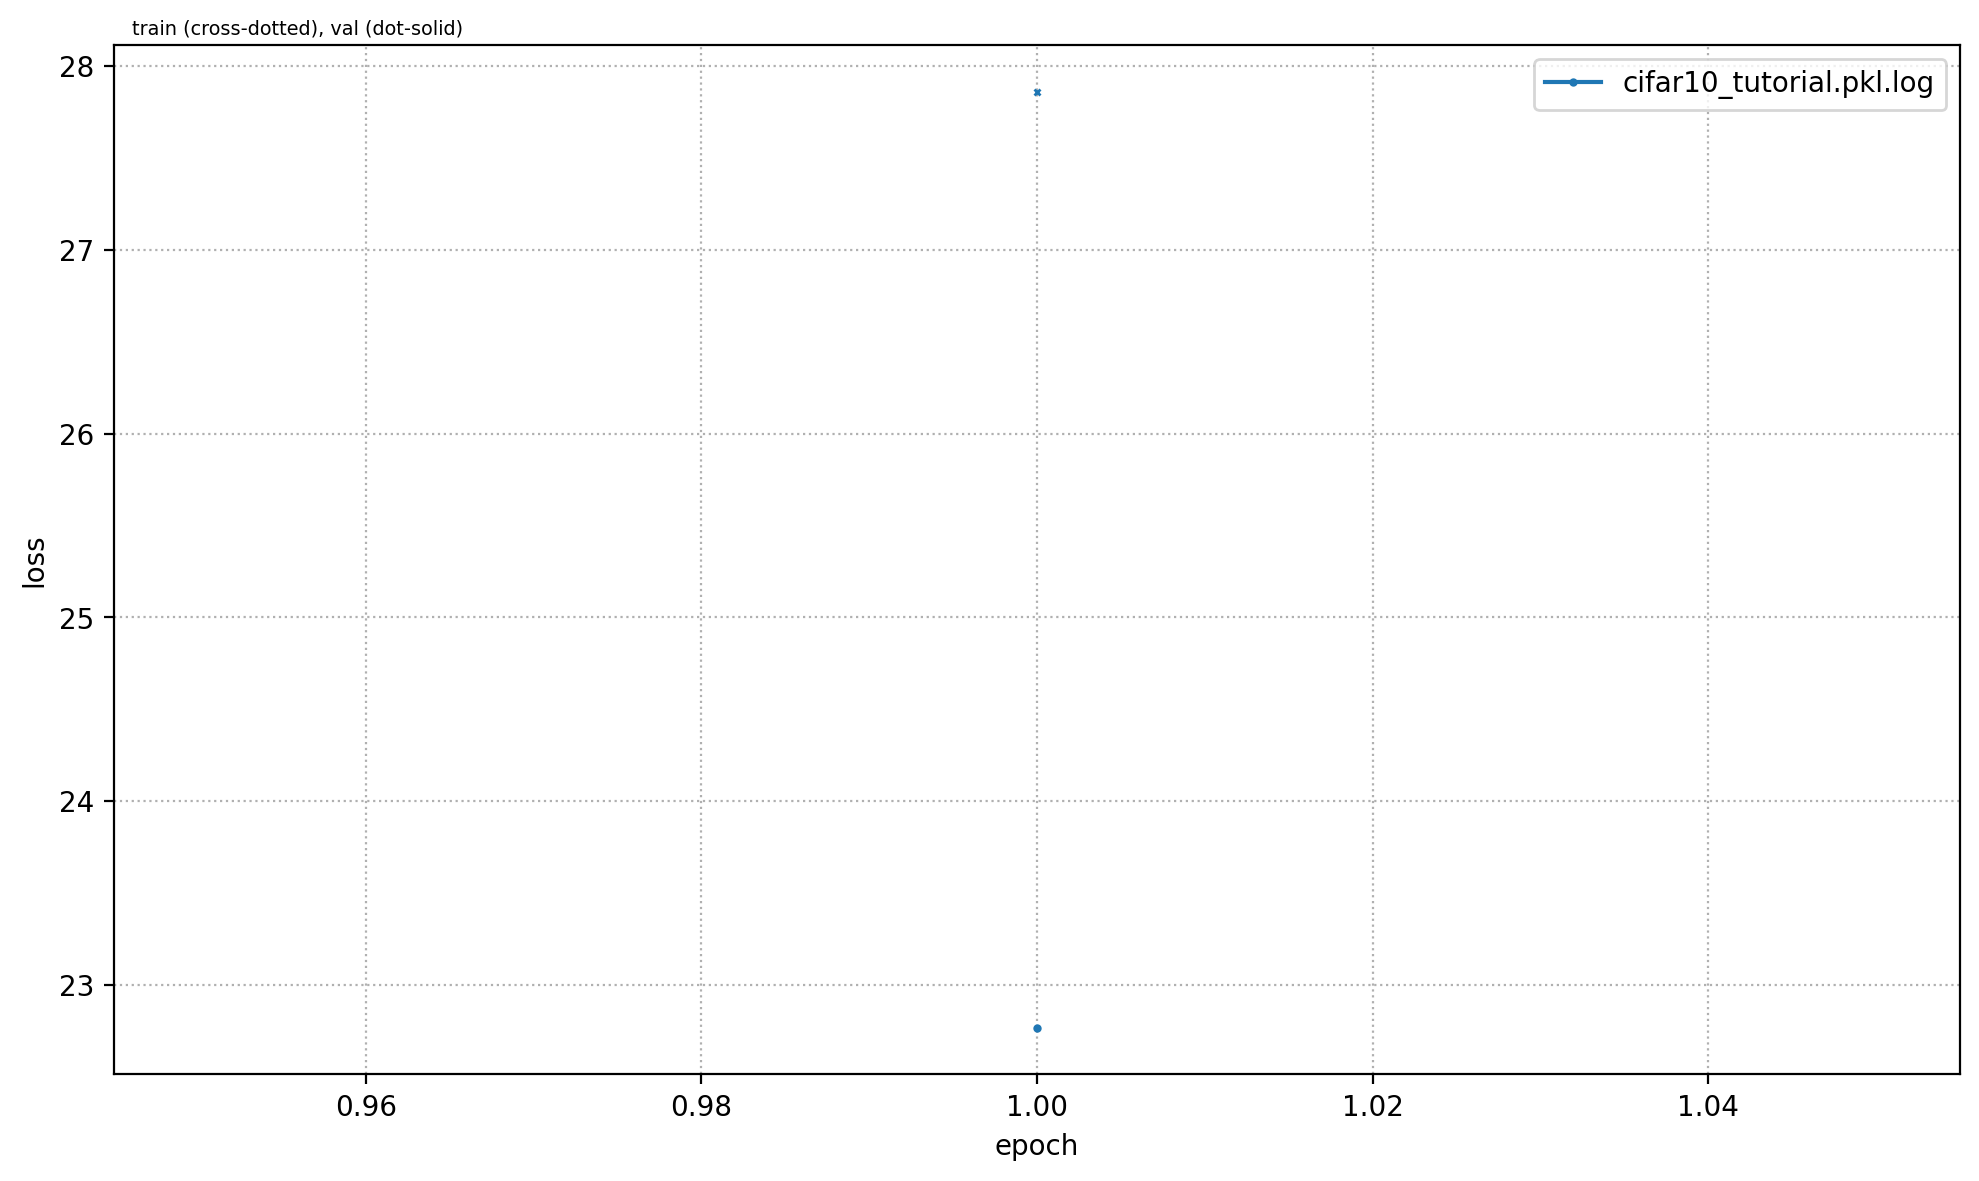 train (cross-dotted), val (dot-solid)
cifar10_tutorial.pkl.log
28
27
26
25
24
23
loss
0.96 0.98 1.00 1.02 1.04
epoch